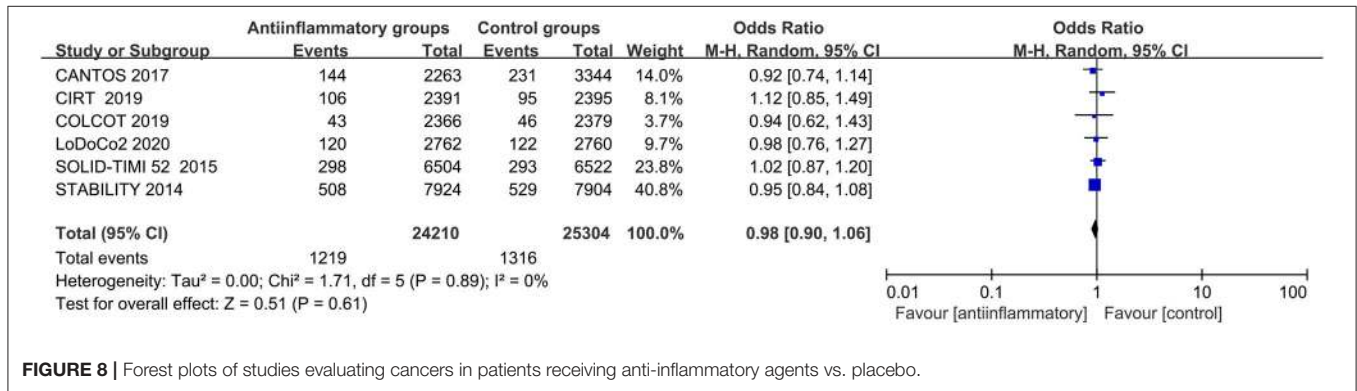 Antiinflammatory groups Control groups Odds Ratio Odds Ratio
Study or Subgroup Events Total Events Total Weight M-H, Random, 95% CI M-H, Random, 95% CI
CANTOS 2017 144 2263 231 3344 14.0% 0.92 [0.74, 1.14]
CIRT 2019 106 2391 95 2395 8.1% 1.12 [0.85, 1.49]
COLCOT 2019 43 2366 46 2379 3.7% 0.94 [0.62, 1.43]
LoDoCo2 2020 120 2762 122 2760 9.7% 0.98 [0.76, 1.27]
SOLID-TIMI 52 2015 298 6504 293 6522 23.8% 1.02 [0.87, 1.20]
STABILITY 2014 508 7924 529 7904 40.8% 0.95 [0.84, 1.08]
Total (95% CI) 24210 25304 100.0% 0.98 [0.90, 1.06]
Total events 1219 1316
Heterogeneity: Tau² = 0.00; Chi² = 1.71, df = 5 (P = 0.89); I² = 0%
Test for overall effect: Z = 0.51 (P = 0.61)
0.01 0.1 1 10 100
Favour [antiinflammatory] Favour [control]
FIGURE 8 | Forest plots of studies evaluating cancers in patients receiving anti-inflammatory agents vs. placebo.